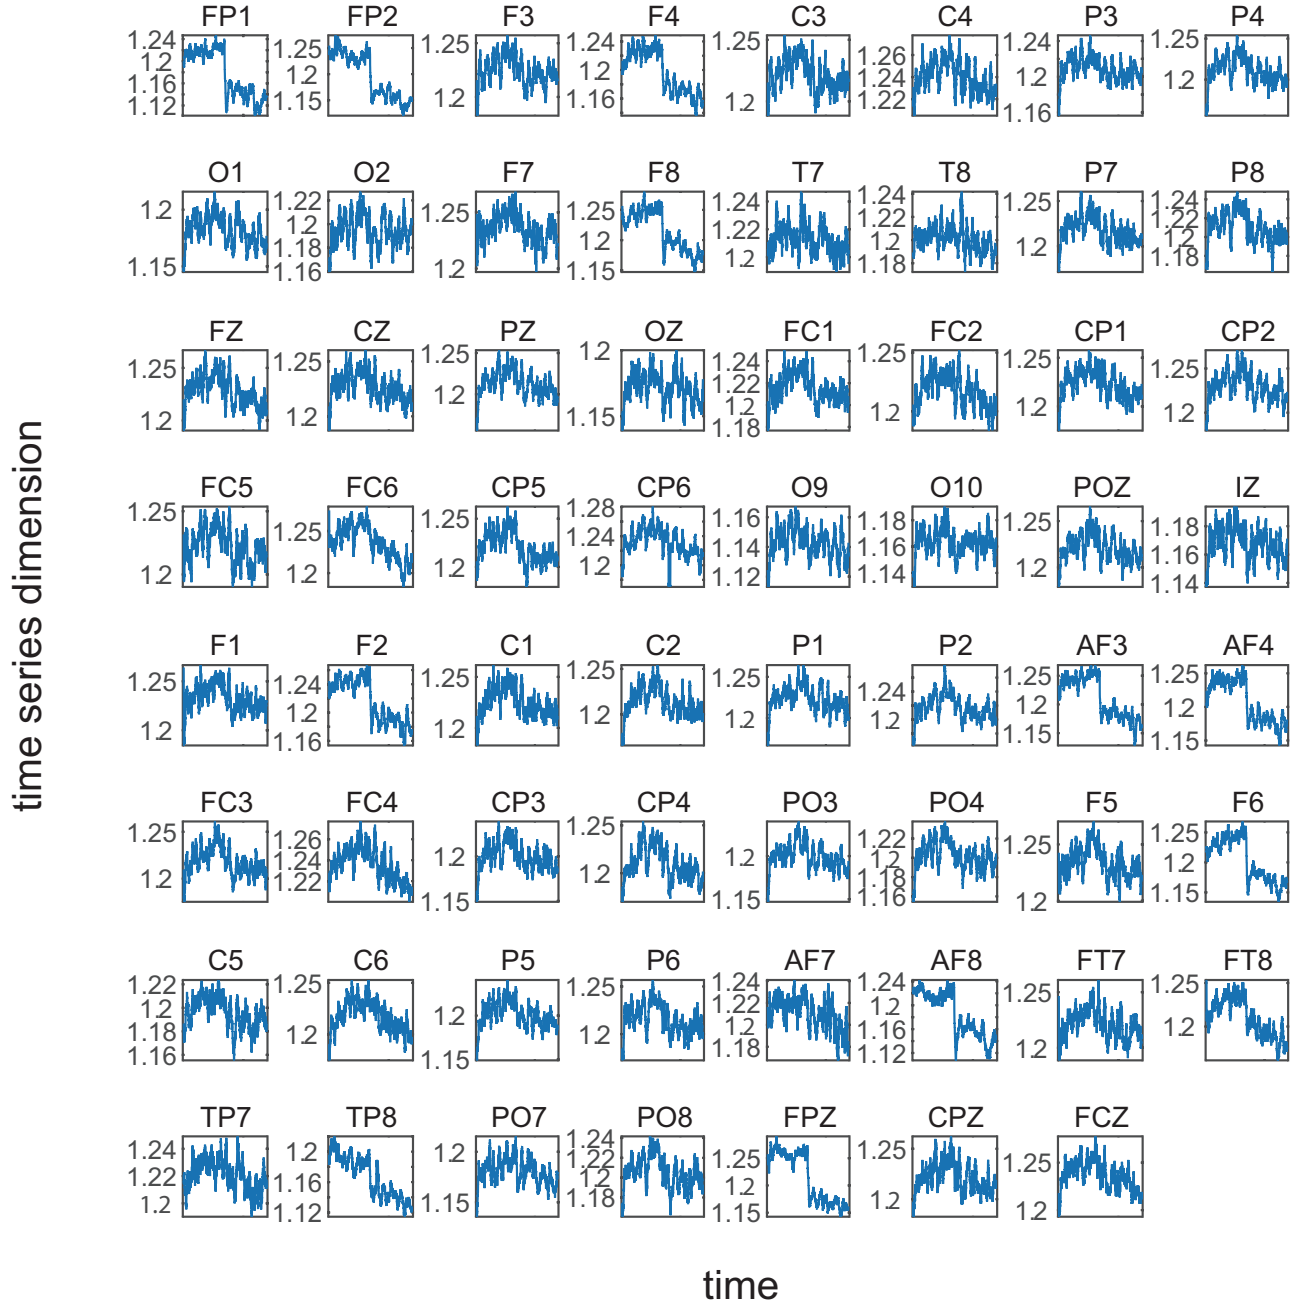 FP1 FP2 F3 F4 C3 C4 P3 P4
1.24 1.2 1.16 1.12 1.25 1.2 1.15 1.25 1.2 1.24 1.2 1.16 1.25 1.2 1.26 1.24 1.22 1.24 1.2 1.16 1.25 1.2
O1 O2 F7 F8 T7 T8 P7 P8
1.2 1.15 1.22 1.2 1.18 1.16 1.25 1.2 1.25 1.2 1.15 1.24 1.22 1.2 1.24 1.22 1.2 1.18 1.25 1.2 1.24 1.22 1.2 1.18
FZ CZ PZ OZ FC1 FC2 CP1 CP2
1.25 1.2 1.25 1.2 1.25 1.2 1.2 1.15 1.24 1.22 1.2 1.18 1.25 1.2 1.25 1.2 1.25 1.2
FC5 FC6 CP5 CP6 O9 O10 POZ IZ
1.25 1.2 1.25 1.2 1.25 1.2 1.28 1.24 1.2 1.16 1.14 1.12 1.18 1.16 1.14 1.25 1.2 1.18 1.16 1.14
F1 F2 C1 C2 P1 P2 AF3 AF4
1.25 1.2 1.24 1.2 1.16 1.25 1.2 1.25 1.2 1.25 1.2 1.24 1.2 1.25 1.2 1.15 1.25 1.2 1.15
FC3 FC4 CP3 CP4 PO3 PO4 F5 F6
1.25 1.2 1.26 1.24 1.22 1.2 1.15 1.25 1.2 1.2 1.15 1.22 1.2 1.18 1.16 1.25 1.2 1.25 1.2 1.15
C5 C6 P5 P6 AF7 AF8 FT7 FT8
1.22 1.2 1.18 1.16 1.25 1.2 1.2 1.15 1.25 1.2 1.24 1.22 1.2 1.18 1.24 1.2 1.16 1.12 1.25 1.2 1.25 1.2
TP7 TP8 PO7 PO8 FPZ CPZ FCZ
1.24 1.22 1.2 1.2 1.16 1.12 1.2 1.15 1.24 1.22 1.2 1.18 1.25 1.2 1.15 1.25 1.2 1.25 1.2
time series dimension
time